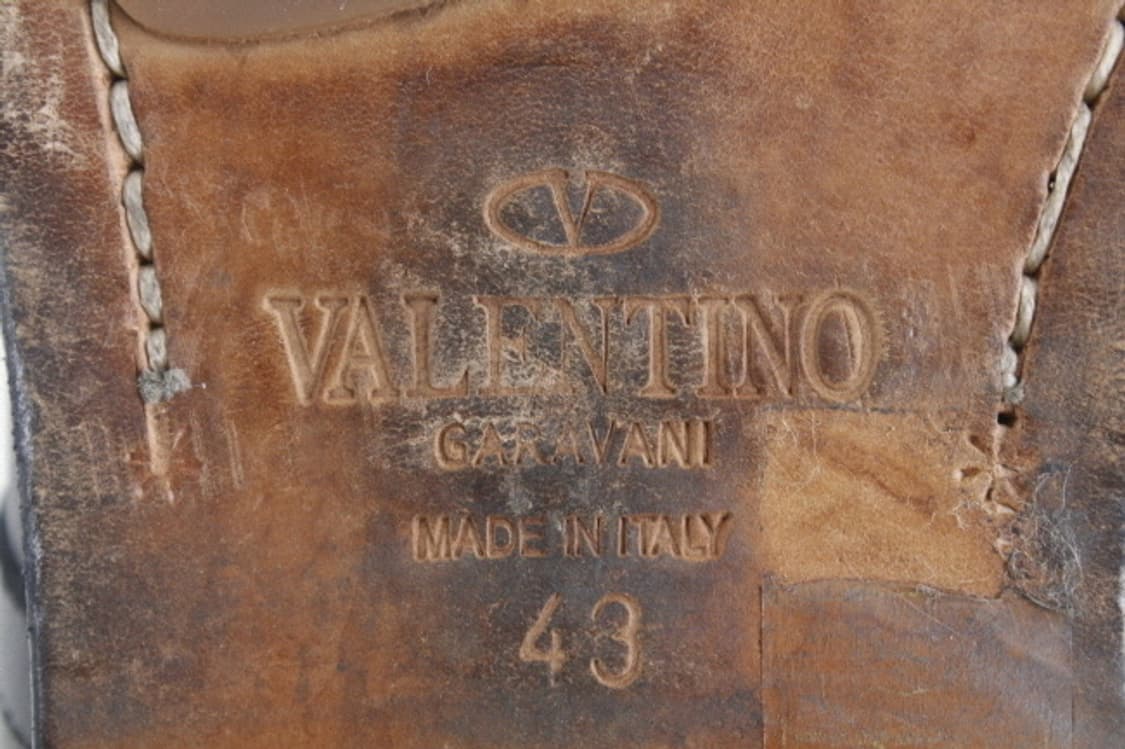 V
VALENTINO
GARAVANI
MADE IN ITALY
43